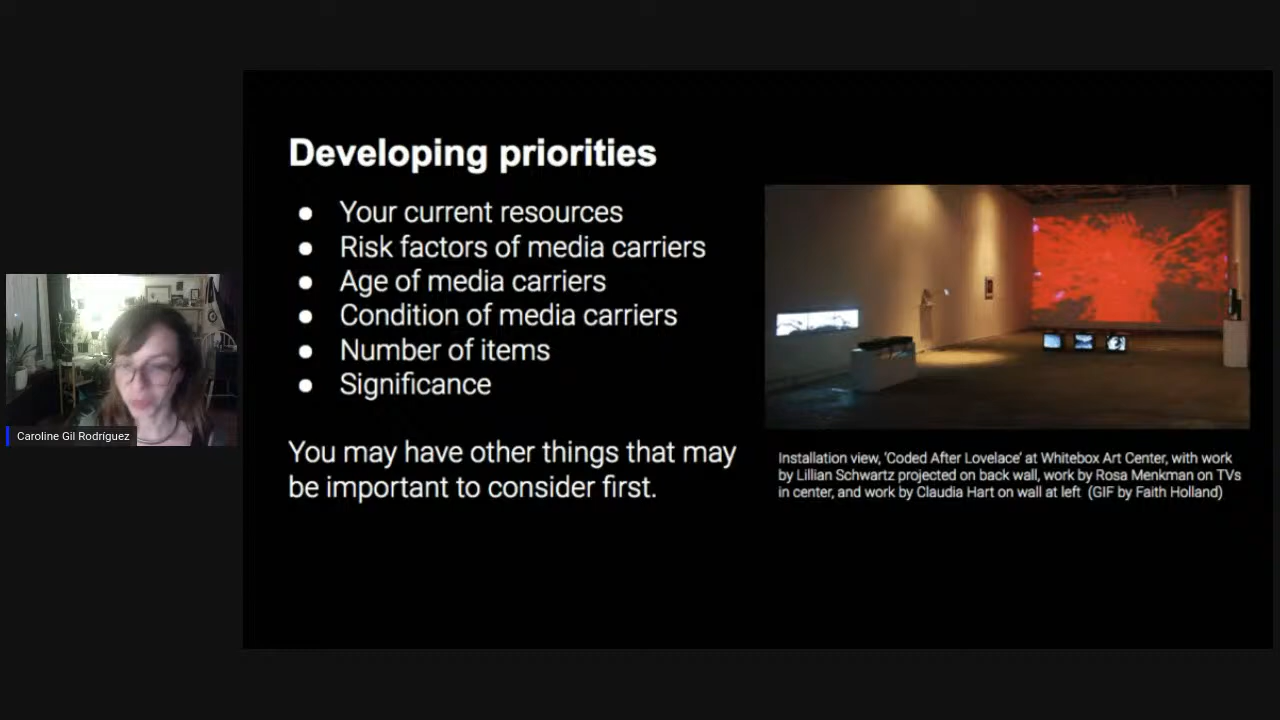 Developing priorities
● Your current resources
● Risk factors of media carriers
● Age of media carriers
● Condition of media carriers
● Number of items
● Significance
You may have other things that may
be important to consider first.
Installation view, 'Coded After Lovelace' at Whitebox Art Center, with work
by Lillian Schwartz projected on back wall, work by Rosa Menkman on TVs
in center, and work by Claudia Hart on wall at left (GIF by Faith Holland)
Caroline Gil Rodríguez